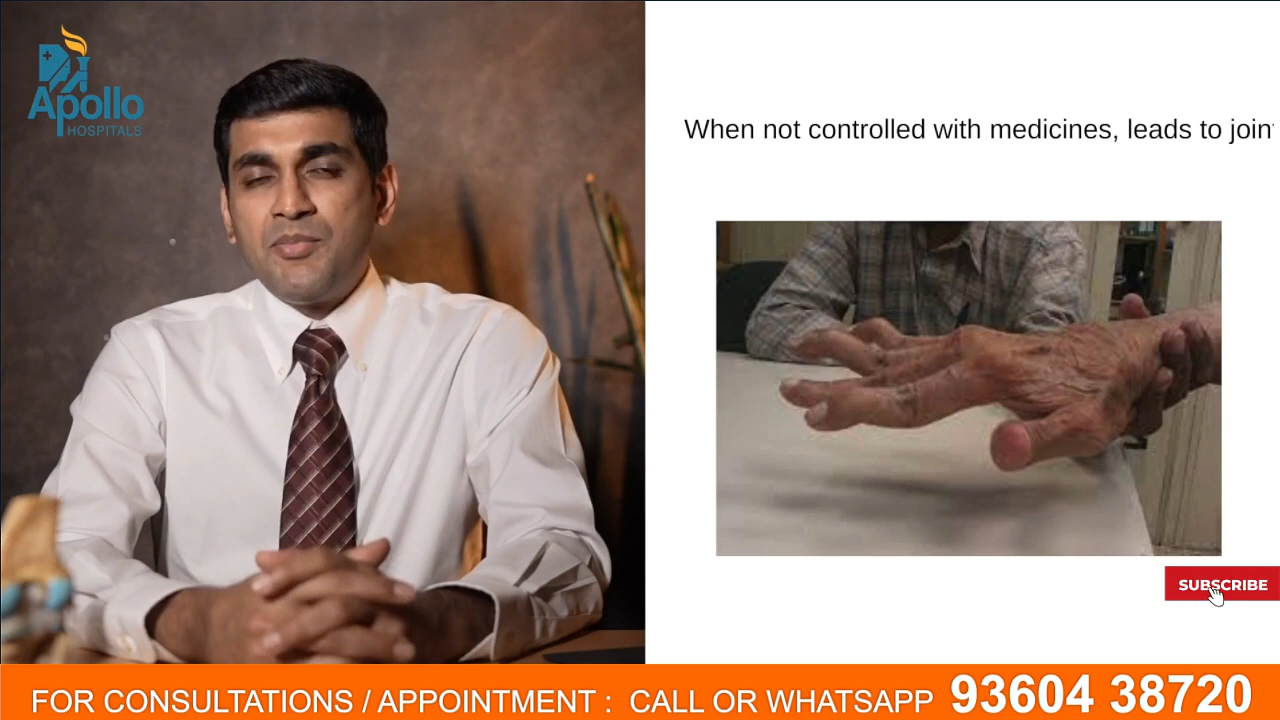 Apollo
HOSPITALS
When not controlled with medicines, leads to join
SUBSCRIBE
FOR CONSULTATIONS / APPOINTMENT : CALL OR WHATSAPP 93604 38720